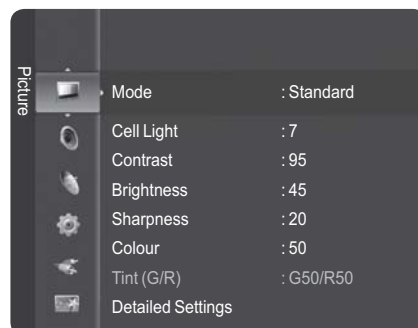 Picture
Mode : Standard
Cell Light : 7
Contrast : 95
Brightness : 45
Sharpness : 20
Colour : 50
Tint (G/R) : G50/R50
Detailed Settings